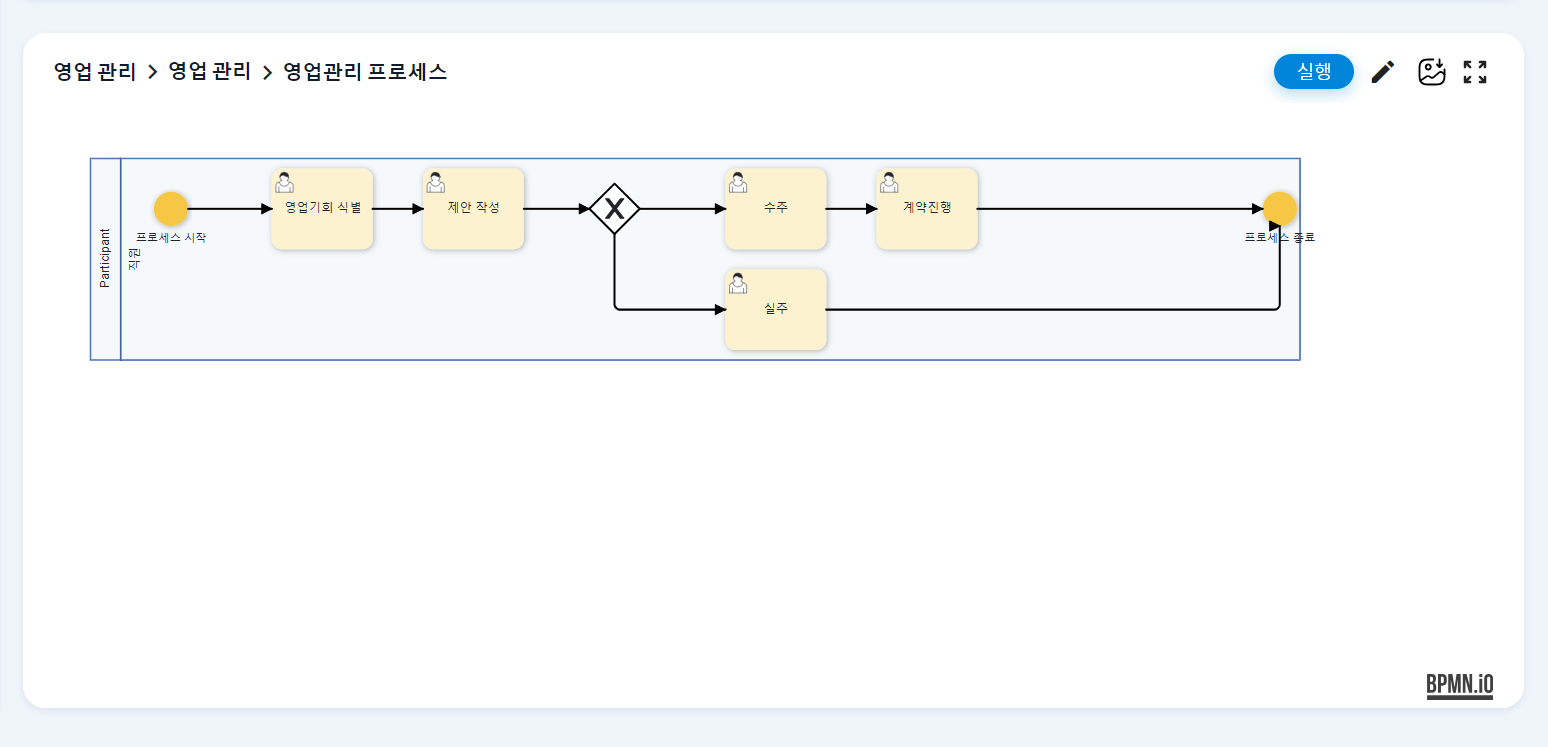 영업 관리 > 영업 관리 > 영업관리 프로세스
실행
Participant
직원
프로세스 시작
영업기회 식별
제안 작성
수주
계약진행
프로세스 종료
실주
BPMN.iO